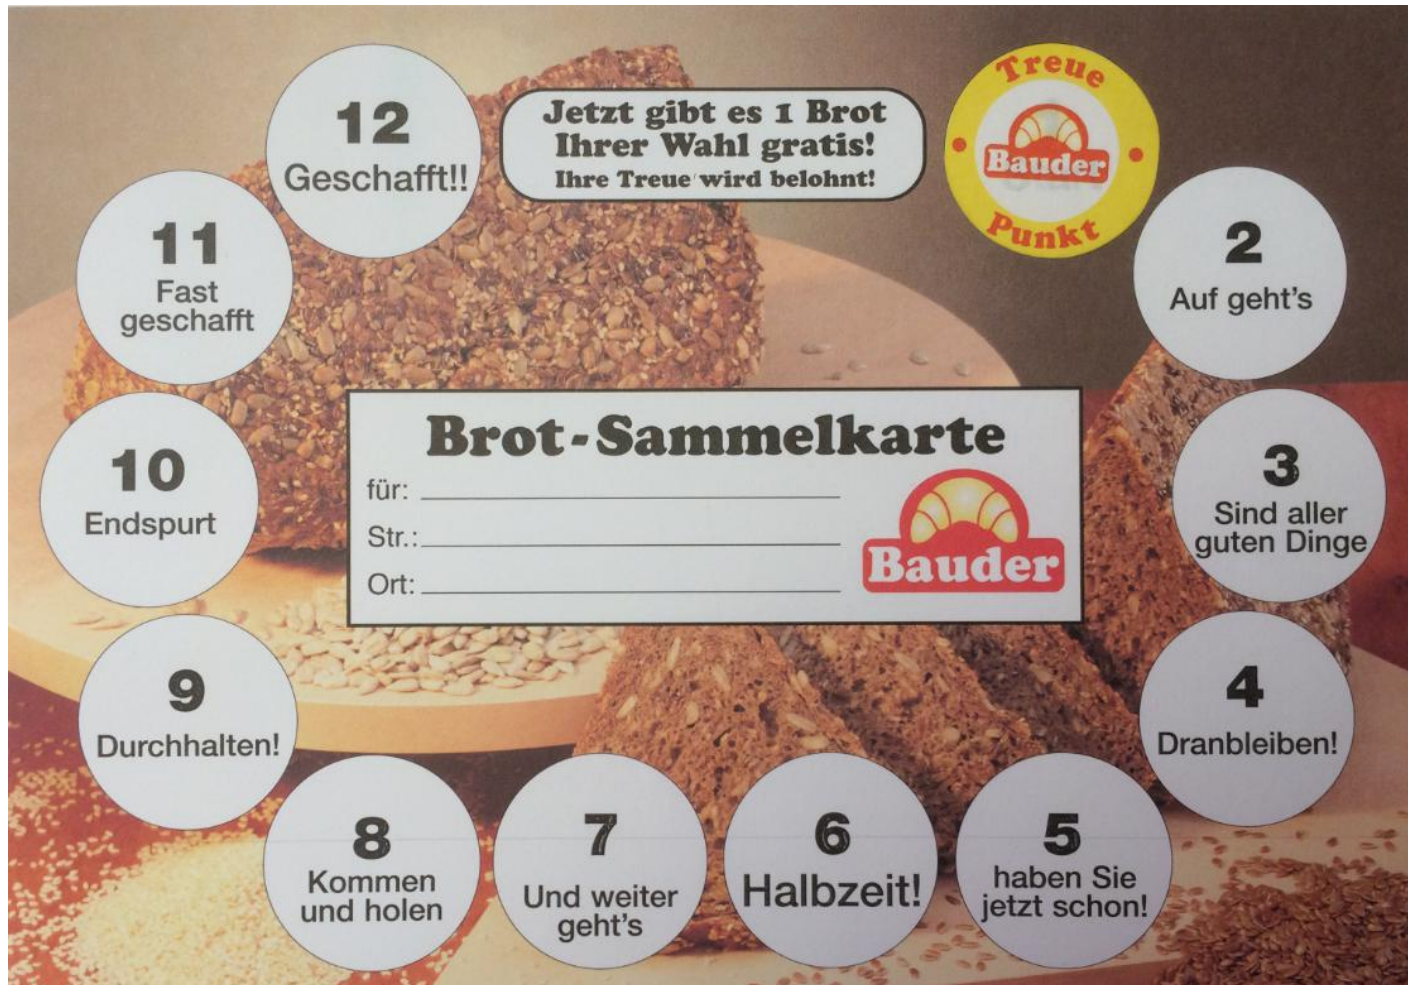 12
Geschafft!!
Jetzt gibt es 1 Brot
Ihrer Wahl gratis!
Ihre Treue wird belohnt!
Treue
Bauder
Punkt
2
Auf geht's
11
Fast
geschafft
Brot-Sammelkarte
für:
Str.:
Ort:
Bauder
3
Sind aller
guten Dinge
10
Endspurt
4
Dranbleiben!
9
Durchhalten!
8
Kommen
und holen
7
Und weiter
geht's
6
Halbzeit!
5
haben Sie
jetzt schon!